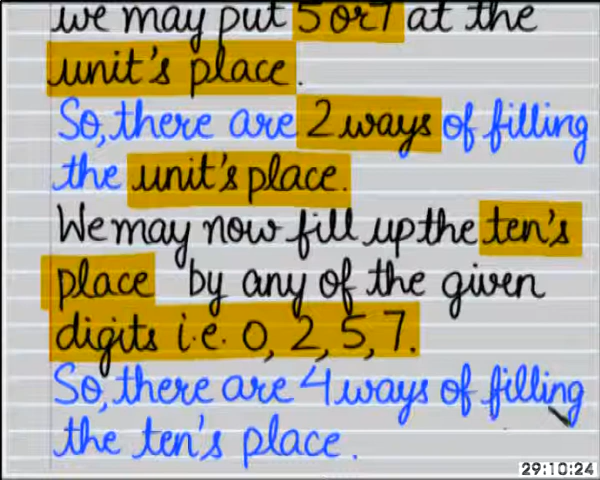 we may put 5 or 7 at the
unit's place.
So, there are 2 ways of filling
the unit's place.
We may now fill up the ten's
place by any of the given
digits i.e. 0, 2, 5, 7.
So, there are 4 ways of filling
the ten's place.
29:10:24